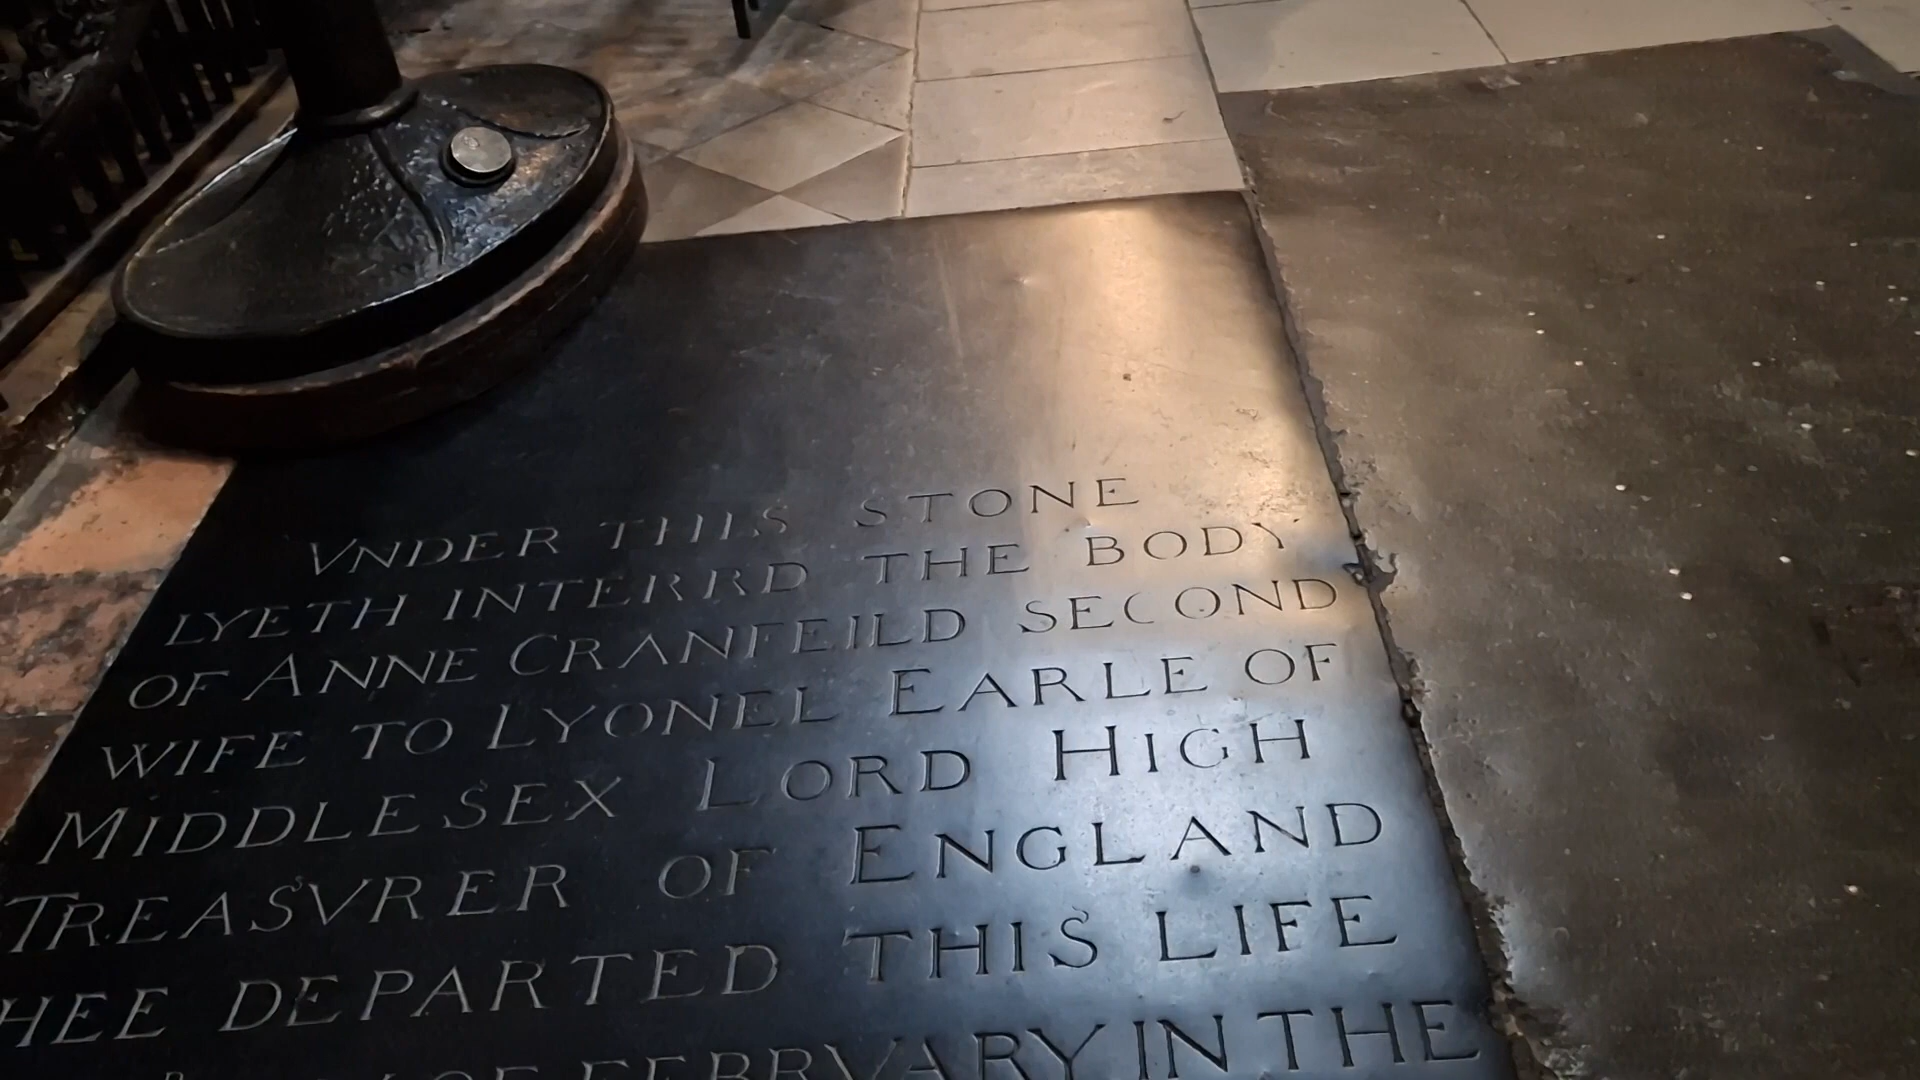 VNDER THIS STONE
LYETH INTERRD THE BODY
OF ANNE CRANFEILD SECOND
WIFE TO LYONEL EARLE OF
MIDDLESEX LORD HIGH
TREASVRER OF ENGLAND
HEE DEPARTED THIS LIFE
OF FEBRVARY IN THE